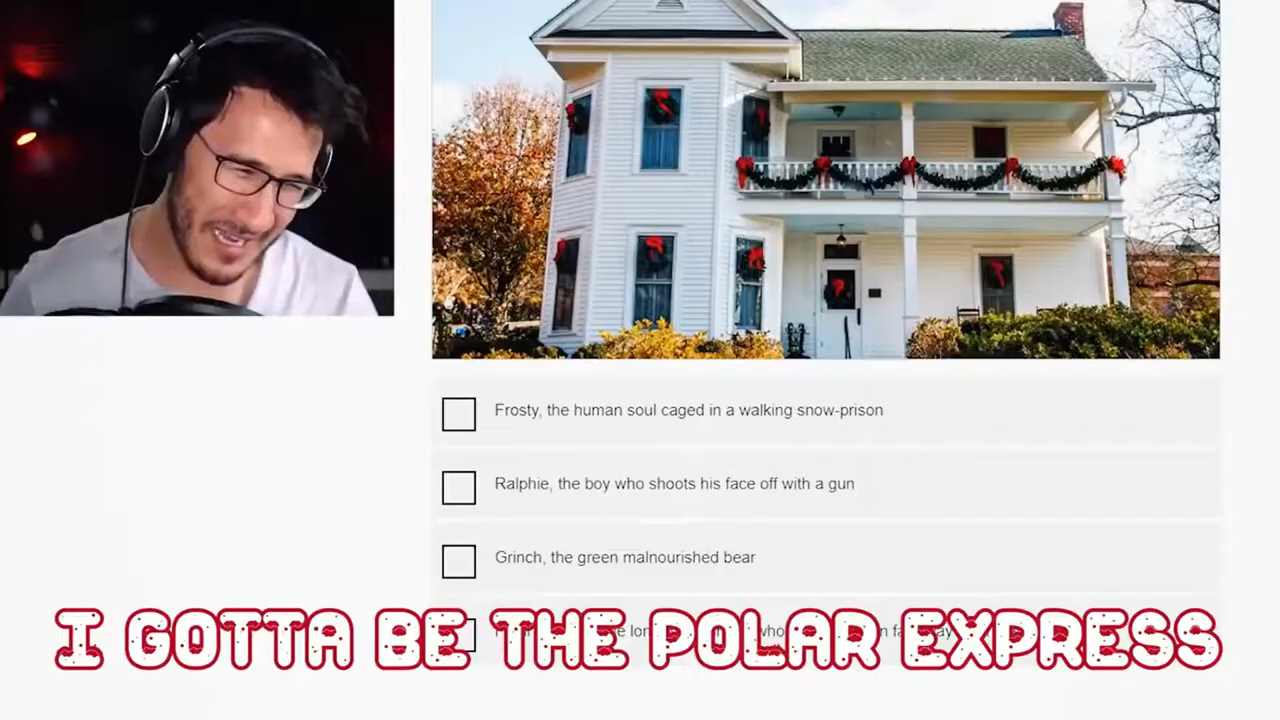 Frosty, the human soul caged in a walking snow-prison
Ralphie, the boy who shoots his face off with a gun
Grinch, the green malnourished bear
I GOTTA BE THE POLAR EXPRESS